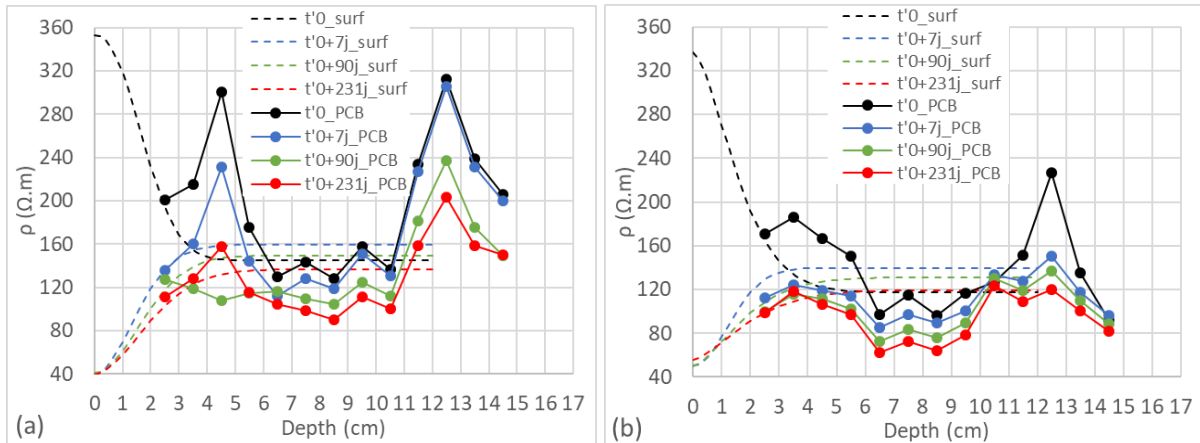 360
320
280
240
200
160
120
80
40
ρ (Ω.m)
t'0_surf
t'0+7j_surf
t'0+90j_surf
t'0+231j_surf
t'0_PCB
t'0+7j_PCB
t'0+90j_PCB
t'0+231j_PCB
0 1 2 3 4 5 6 7 8 9 10 11 12 13 14 15 16 17
(a) Depth (cm)
360
320
280
240
200
160
120
80
40
ρ (Ω.m)
t'0_surf
t'0+7j_surf
t'0+90j_surf
t'0+231j_surf
t'0_PCB
t'0+7j_PCB
t'0+90j_PCB
t'0+231j_PCB
0 1 2 3 4 5 6 7 8 9 10 11 12 13 14 15 16 17
(b) Depth (cm)